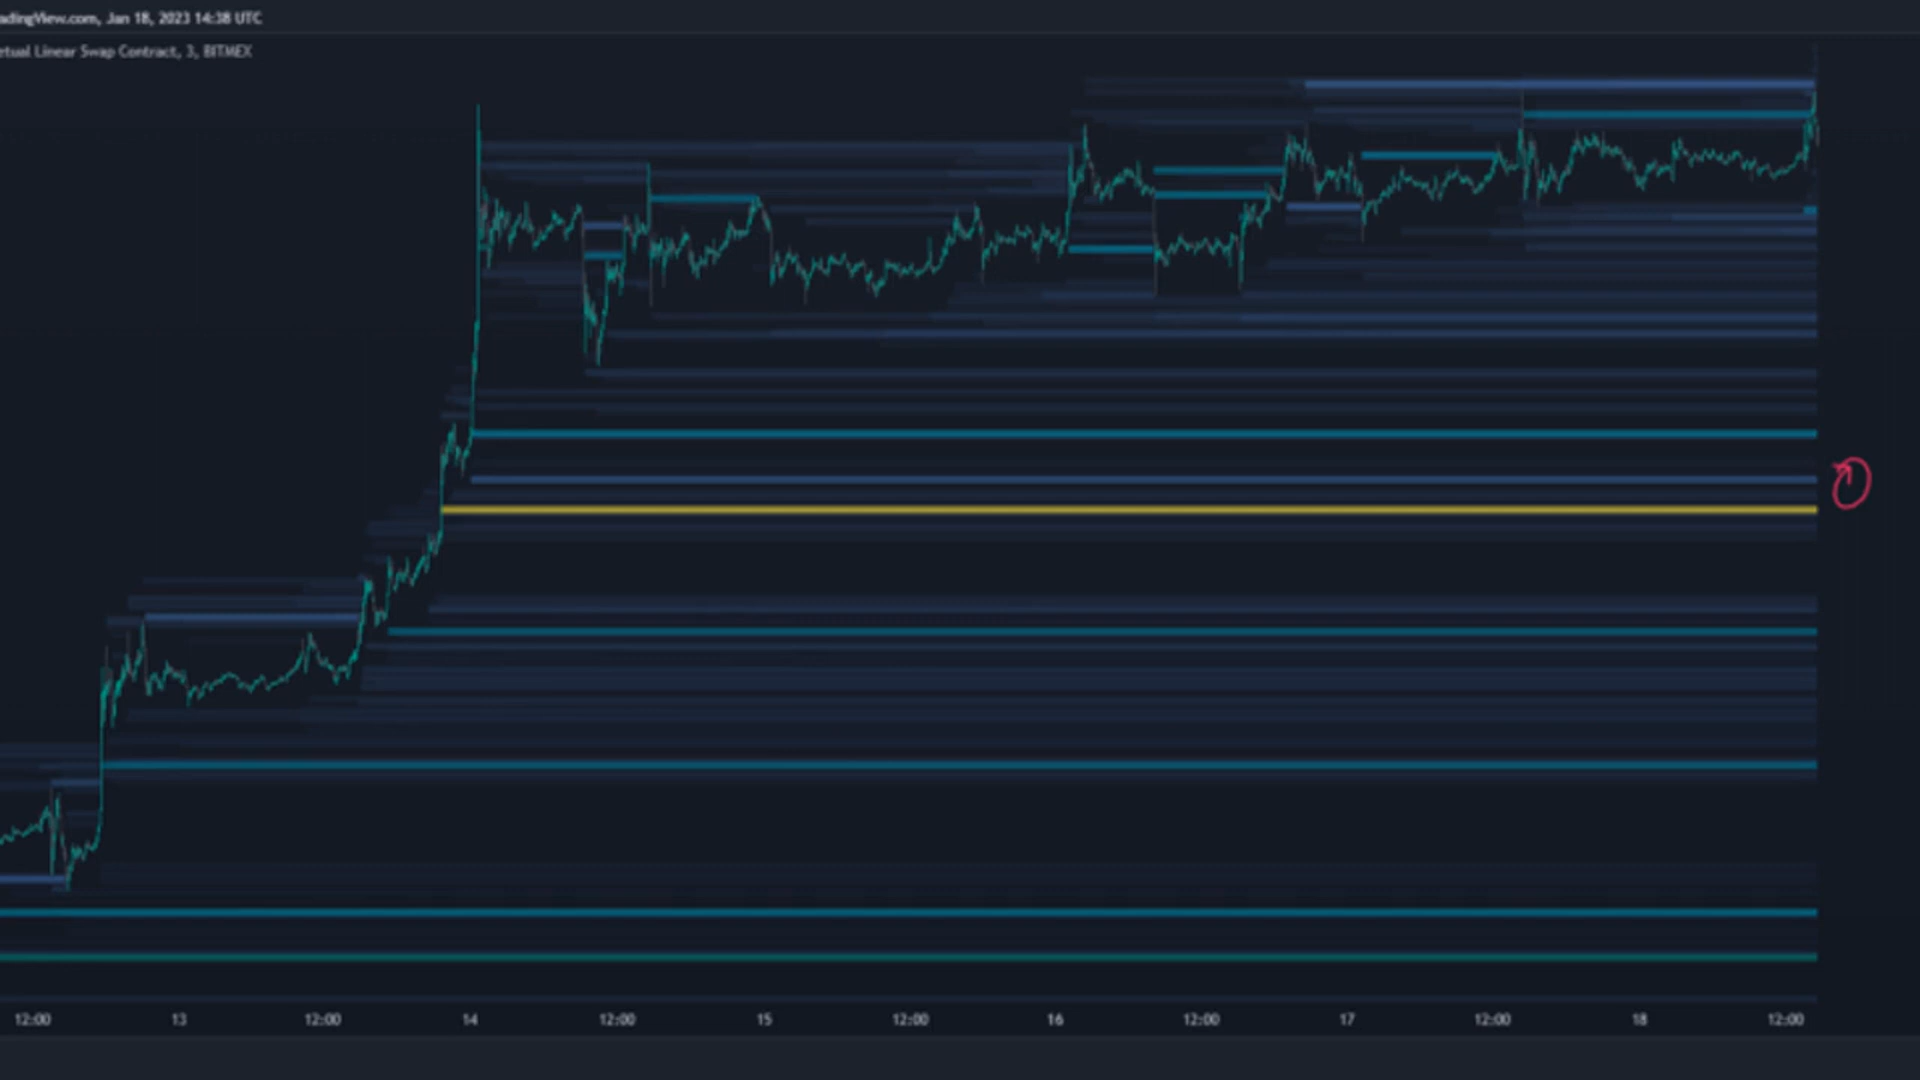 adingView.com, Jan 18, 2023 14:38 UTC
etual Linear Swap Contract, 3, BITMEX
12:00 13 12:00 14 12:00 15 12:00 16 12:00 17 12:00 18 12:00